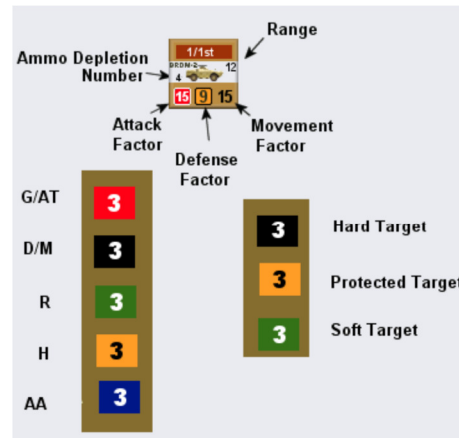 Range
1/1st
Ammo Depletion
Number
BRDM-2
12
4
15 9 15
Attack
Factor
Movement
Factor
Defense
Factor
G/AT 3
D/M 3
R 3
H 3
AA 3
3 Hard Target
3 Protected Target
3 Soft Target